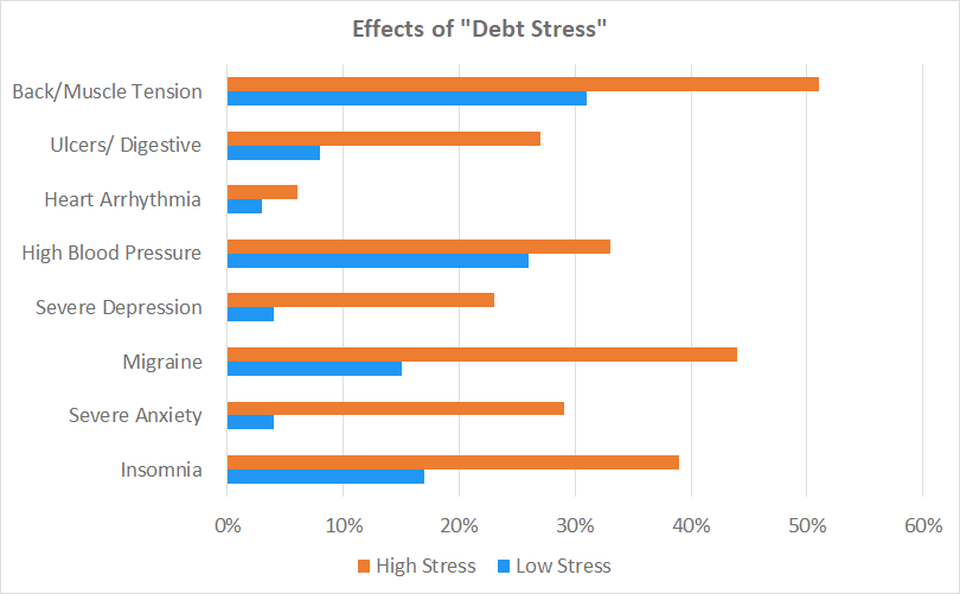 Effects of "Debt Stress"
Back/Muscle Tension
Ulcers/ Digestive
Heart Arrhythmia
High Blood Pressure
Severe Depression
Migraine
Severe Anxiety
Insomnia
0% 10% 20% 30% 40% 50% 60%
High Stress Low Stress